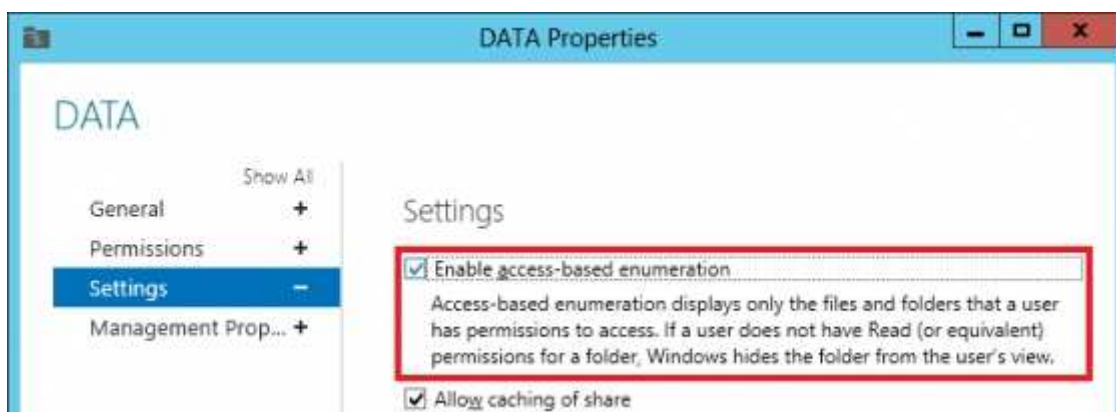 DATA Properties
DATA
Show All
General +
Permissions +
Settings −
Management Prop... +
Settings
Enable access-based enumeration
Access-based enumeration displays only the files and folders that a user
has permissions to access. If a user does not have Read (or equivalent)
permissions for a folder, Windows hides the folder from the user's view.
Allow caching of share